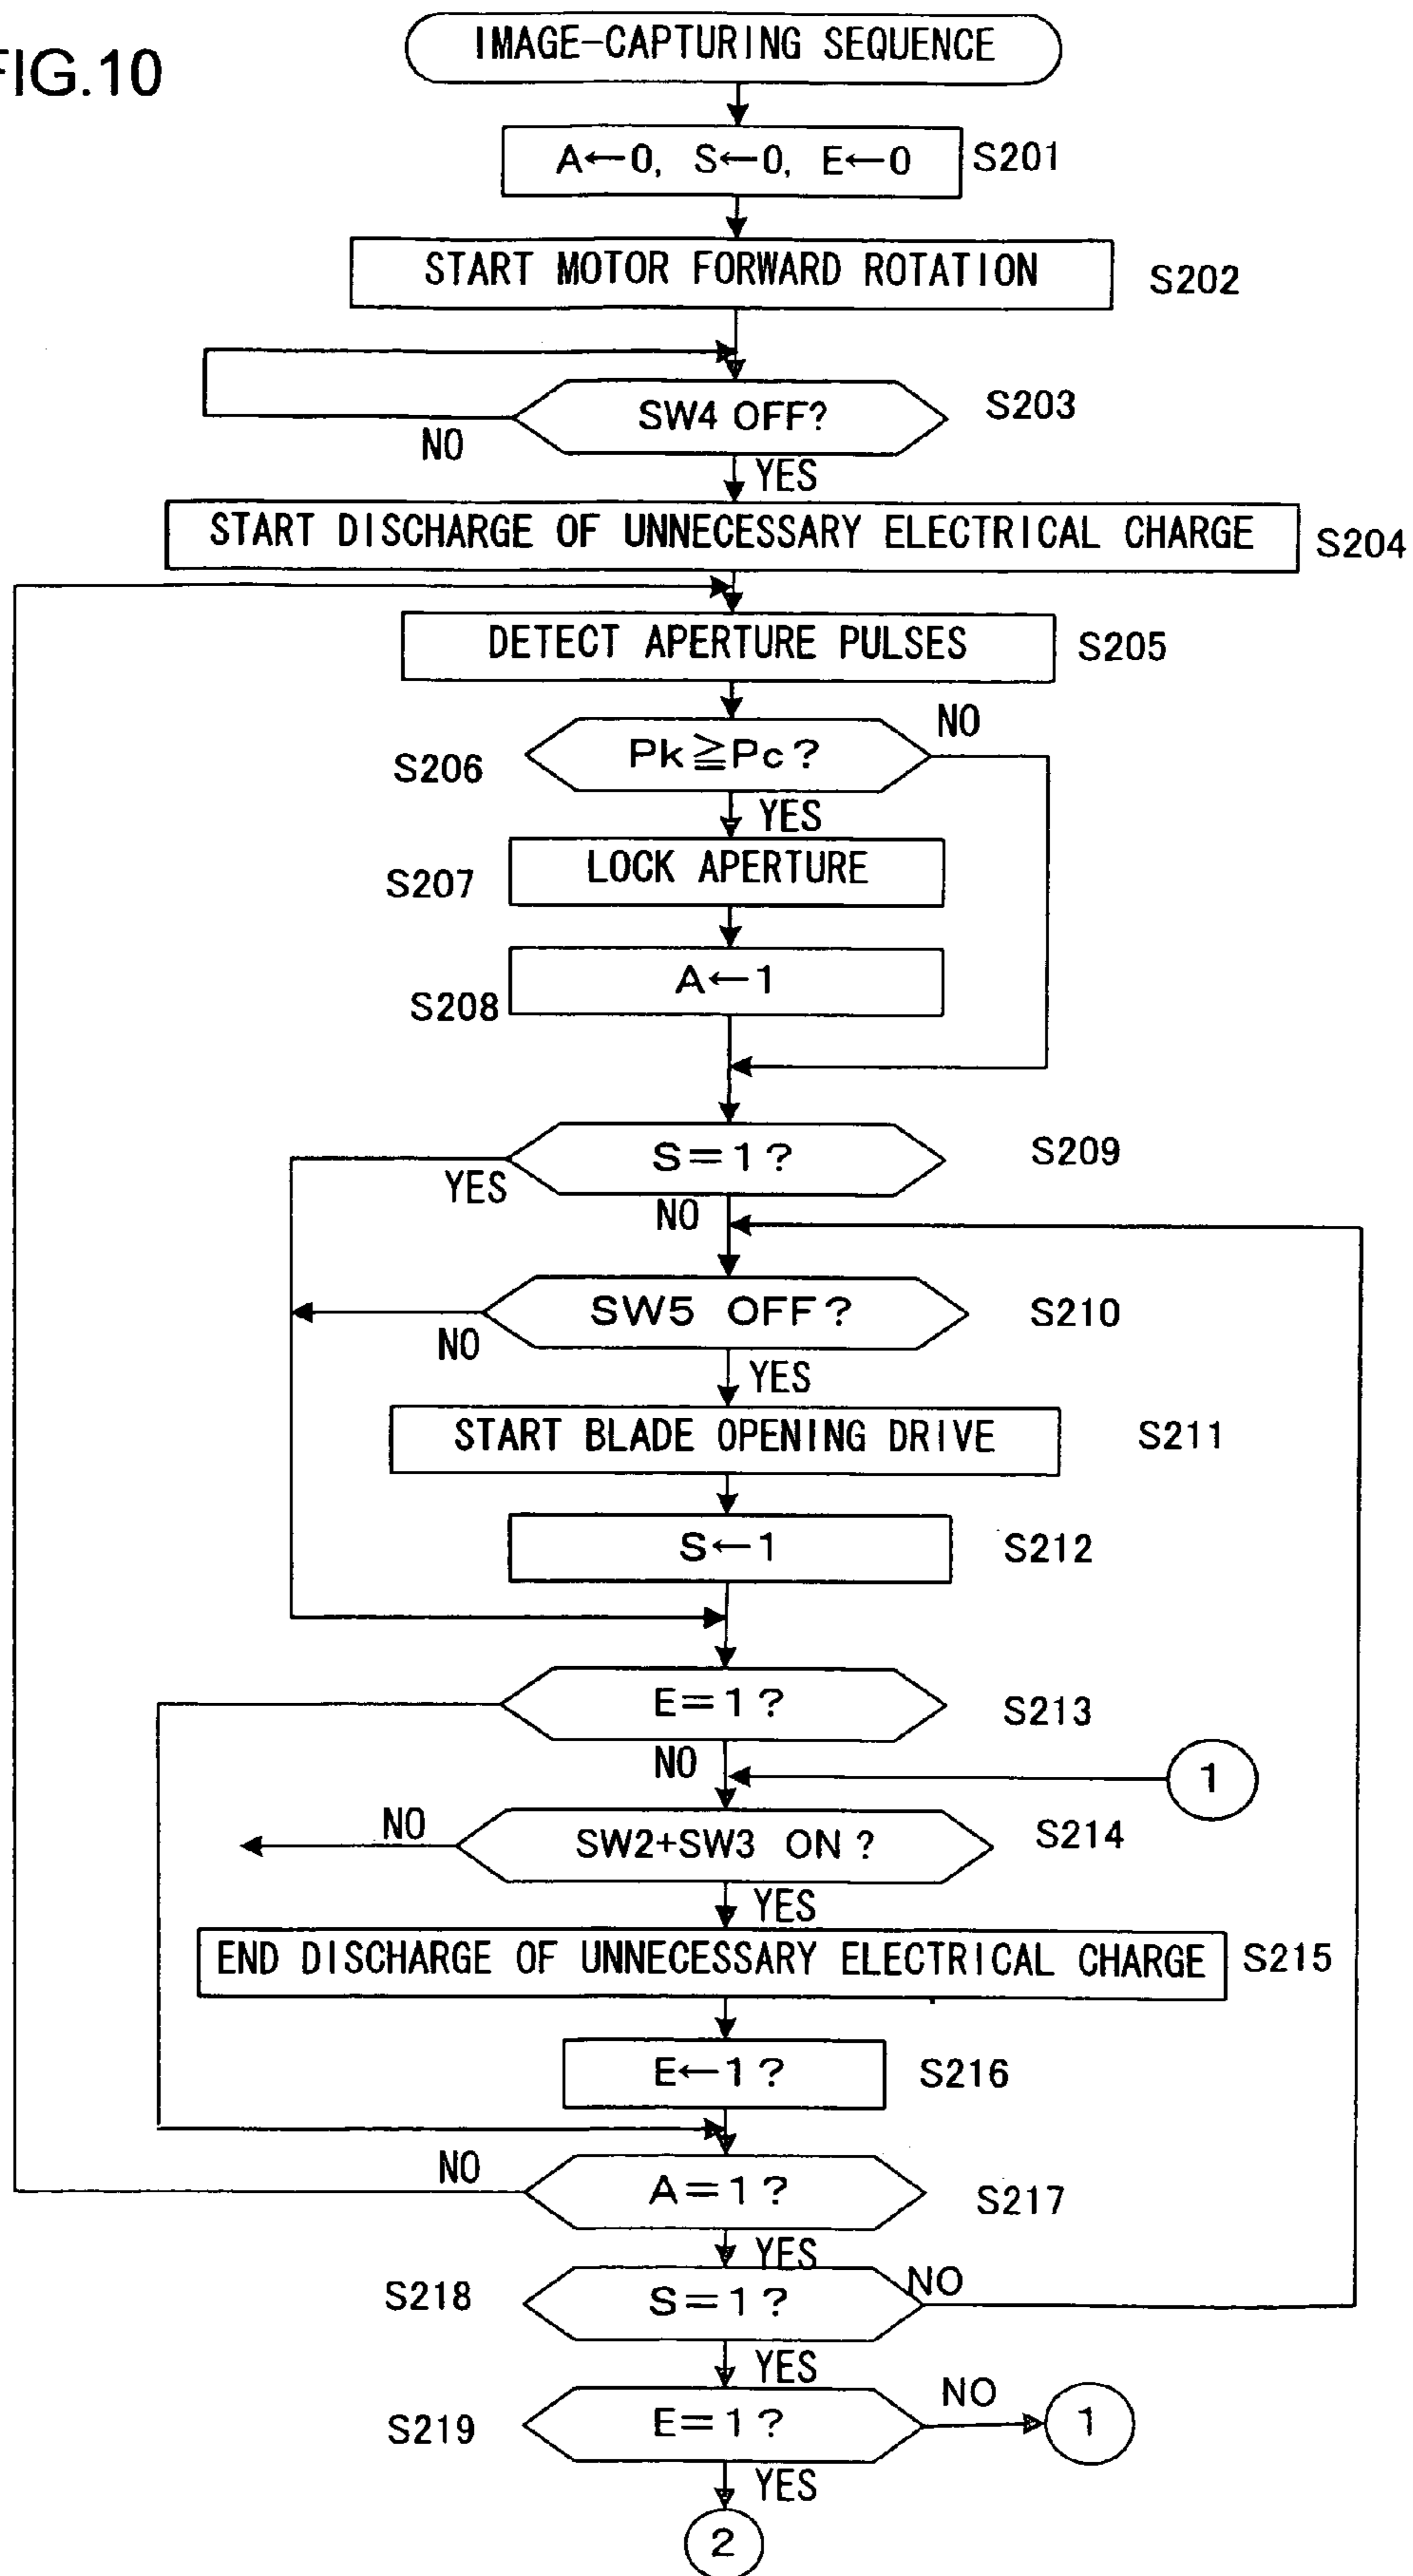 FIG.10
IMAGE-CAPTURING SEQUENCE
A←0, S←0, E←0 S201
START MOTOR FORWARD ROTATION S202
SW4 OFF? S203
NO
YES
START DISCHARGE OF UNNECESSARY ELECTRICAL CHARGE S204
DETECT APERTURE PULSES S205
NO
S206 Pk≧Pc?
YES
S207 LOCK APERTURE
S208 A←1
S=1? S209
YES
NO
SW5 OFF? S210
NO
YES
START BLADE OPENING DRIVE S211
S←1 S212
E=1? S213
NO
1
NO
SW2+SW3 ON? S214
YES
END DISCHARGE OF UNNECESSARY ELECTRICAL CHARGE S215
E←1? S216
NO
A=1? S217
YES
S218 S=1? NO
YES
S219 E=1? NO 1
YES
2